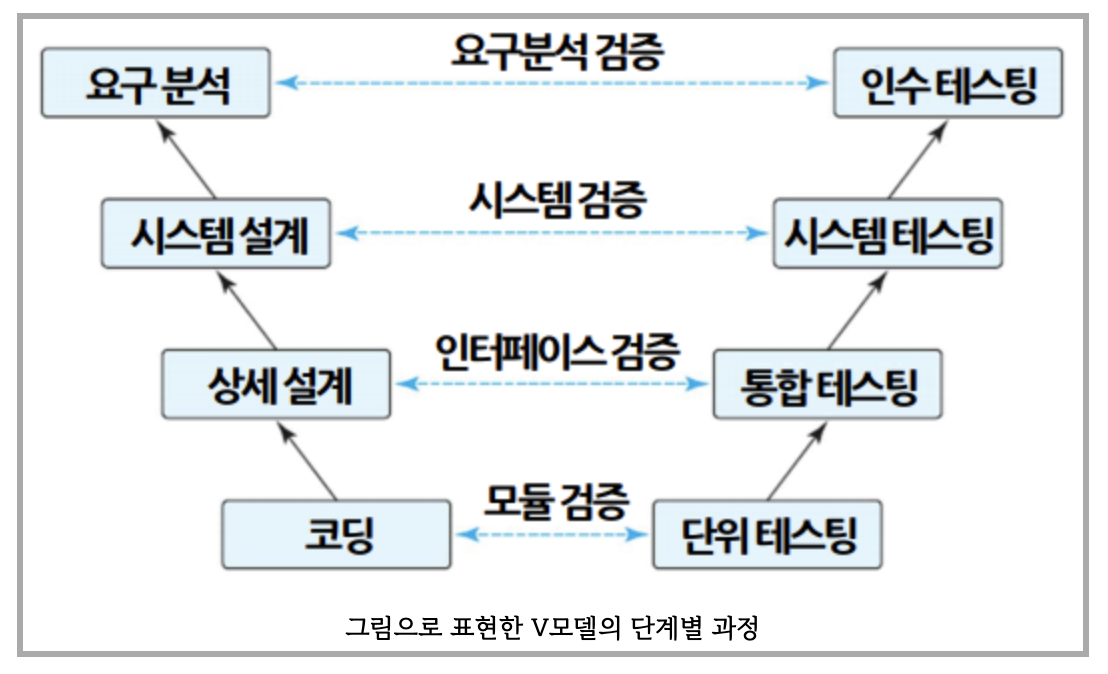 요구분석 검증
요구 분석
인수 테스팅
시스템 검증
시스템 설계
시스템 테스팅
인터페이스 검증
상세 설계
통합 테스팅
모듈 검증
코딩
단위 테스팅
그림으로 표현한 V모델의 단계별 과정